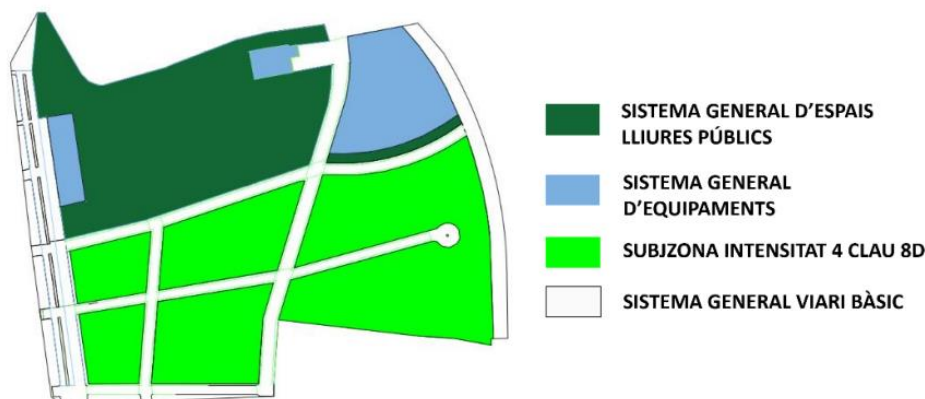 SISTEMA GENERAL D'ESPAIS
LLIURES PÚBLICS
SISTEMA GENERAL
D'EQUIPAMENTS
SUBJZONA INTENSITAT 4 CLAU 8D
SISTEMA GENERAL VIARI BÀSIC